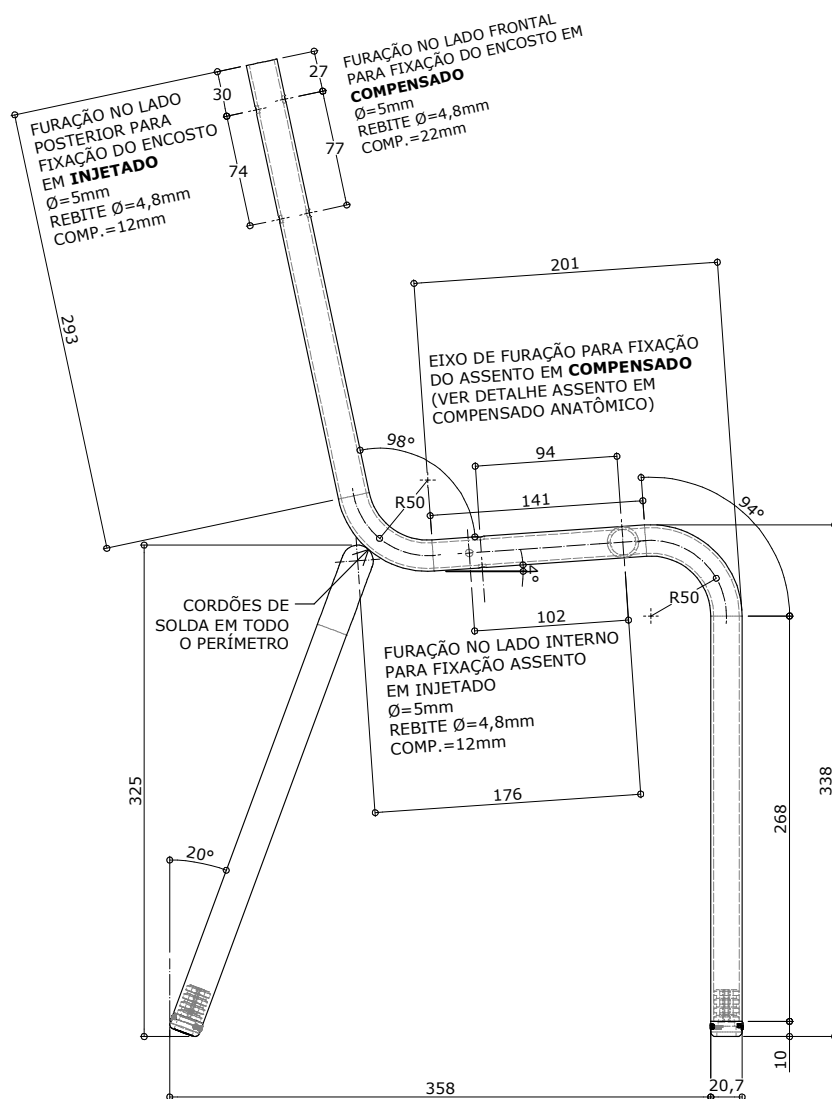 FURAÇÃO NO LADO FRONTAL
PARA FIXAÇÃO DO ENCOSTO EM
COMPENSADO
Ø=5mm
REBITE Ø=4,8mm
COMP.=22mm
27
30
FURAÇÃO NO LADO
POSTERIOR PARA
FIXAÇÃO DO ENCOSTO
EM INJETADO
Ø=5mm
REBITE Ø=4,8mm
COMP.=12mm
74
77
201
293
EIXO DE FURAÇÃO PARA FIXAÇÃO
DO ASSENTO EM COMPENSADO
(VER DETALHE ASSENTO EM
COMPENSADO ANATÔMICO)
98°
94
R50
141
94°
4°
R50
CORDÕES DE
SOLDA EM TODO
O PERÍMETRO
102
FURAÇÃO NO LADO INTERNO
PARA FIXAÇÃO ASSENTO
EM INJETADO
Ø=5mm
REBITE Ø=4,8mm
COMP.=12mm
325
176
268
338
20°
10
358
20,7